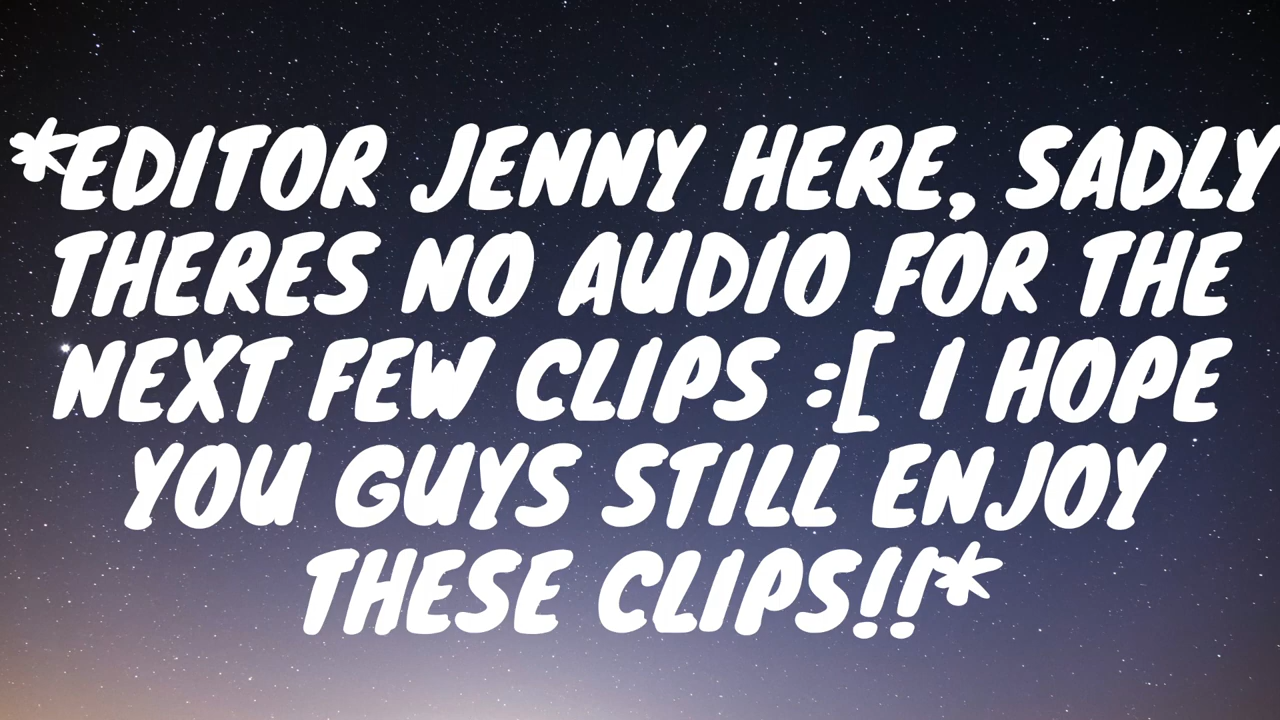 *EDITOR JENNY HERE, SADLY
THERES NO AUDIO FOR THE
NEXT FEW CLIPS :[ I HOPE
YOU GUYS STILL ENJOY
THESE CLIPS!!*